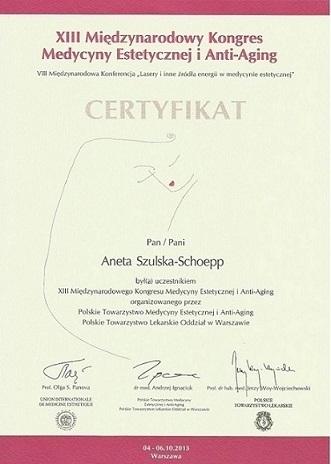 XIII Międzynarodowy Kongres
Medycyny Estetycznej i Anti-Aging
VIII Międzynarodowa Konferencja „Lasery i inne źródła energii w medycynie estetycznej”
CERTYFIKAT
Pan / Pani
Aneta Szulska-Schoepp
był(a) uczestnikiem
XIII Międzynarodowego Kongresu Medycyny Estetycznej i Anti-Aging
organizowanego przez
Polskie Towarzystwo Medycyny Estetycznej i Anti-Aging
Polskie Towarzystwo Lekarskie Oddział w Warszawie
Prof. Olga S. Panova dr med. Andrzej Ignaciuk Prof. dr hab. med. Jerzy Woy-Wojciechowski
UNION INTERNATIONALE Polskie Towarzystwo Medycyny POLSKIE
DE MEDECINE ESTHETIQUE Estetycznej i Anti-Aging TOWARZYSTWO LEKARSKIE
Polskie Towarzystwo Lekarskie Oddział w Warszawie
04 - 06.10.2013
Warszawa